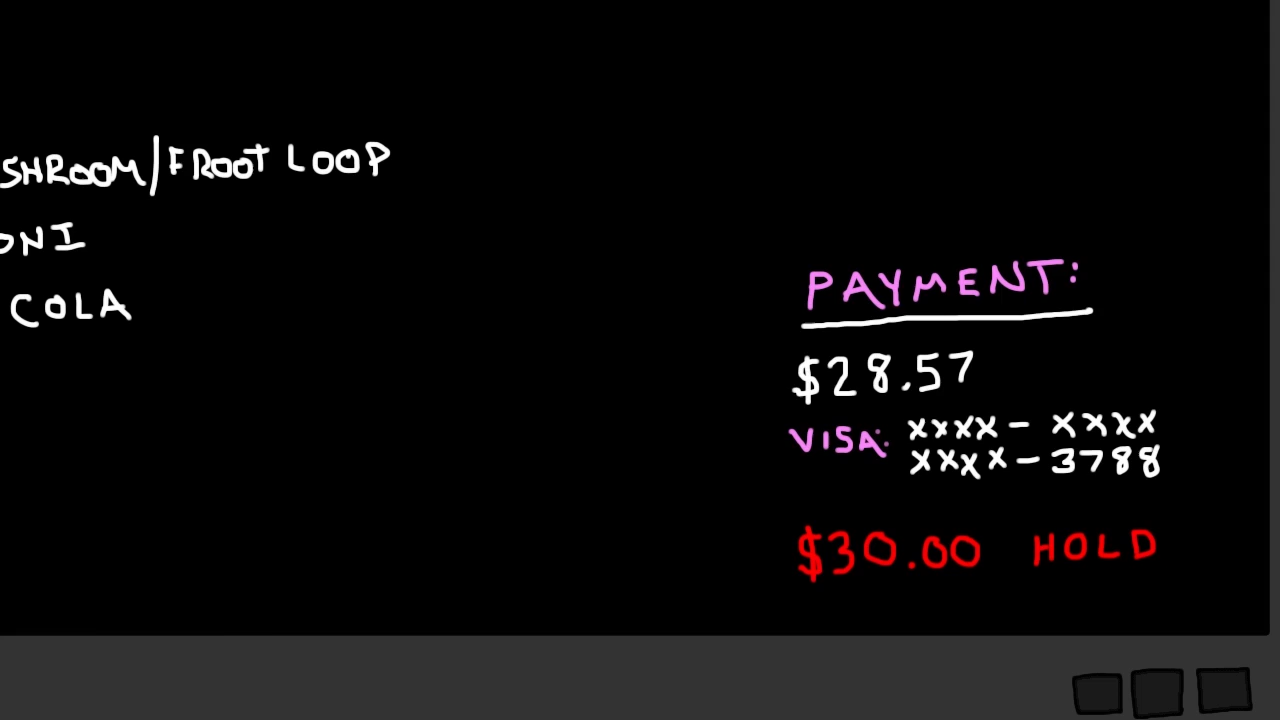 SHROOM/FROOT LOOP
ONI
COLA
PAYMENT:
$28.57
VISA: XXXX - XXXX
XXXX - 3788
$30.00 HOLD